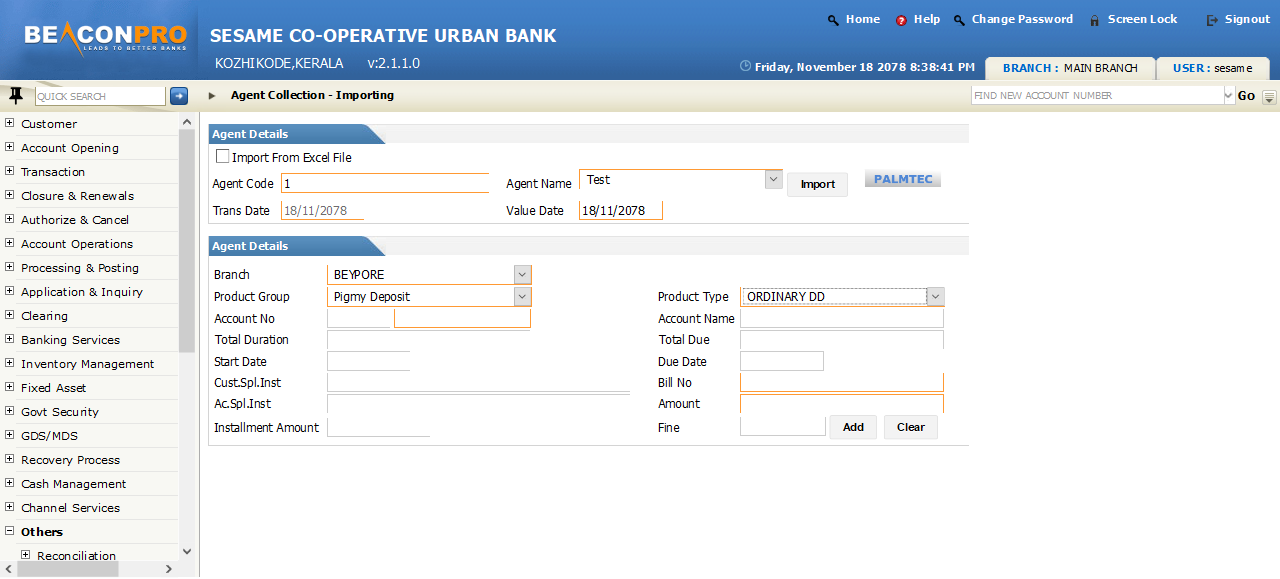 BEACONPRO
LEADS TO BETTER BANKS
SESAME CO-OPERATIVE URBAN BANK
KOZHIKODE,KERALA v:2.1.1.0
Home Help Change Password Screen Lock Signout
Friday, November 18 2078 8:38:41 PM
BRANCH : MAIN BRANCH USER : sesame
QUICK SEARCH
Agent Collection - Importing
FIND NEW ACCOUNT NUMBER Go
Customer
Account Opening
Transaction
Closure & Renewals
Authorize & Cancel
Account Operations
Processing & Posting
Application & Inquiry
Clearing
Banking Services
Inventory Management
Fixed Asset
Govt Security
GDS/MDS
Recovery Process
Cash Management
Channel Services
Others
Reconciliation
Agent Details
Import From Excel File
Agent Code 1 Agent Name Test Import PALMTEC
Trans Date 18/11/2078 Value Date 18/11/2078
Agent Details
Branch BEYPORE
Product Group Pigmy Deposit Product Type ORDINARY DD
Account No Account Name
Total Duration Total Due
Start Date Due Date
Cust.Spl.Inst Bill No
Ac.Spl.Inst Amount
Installment Amount Fine Add Clear